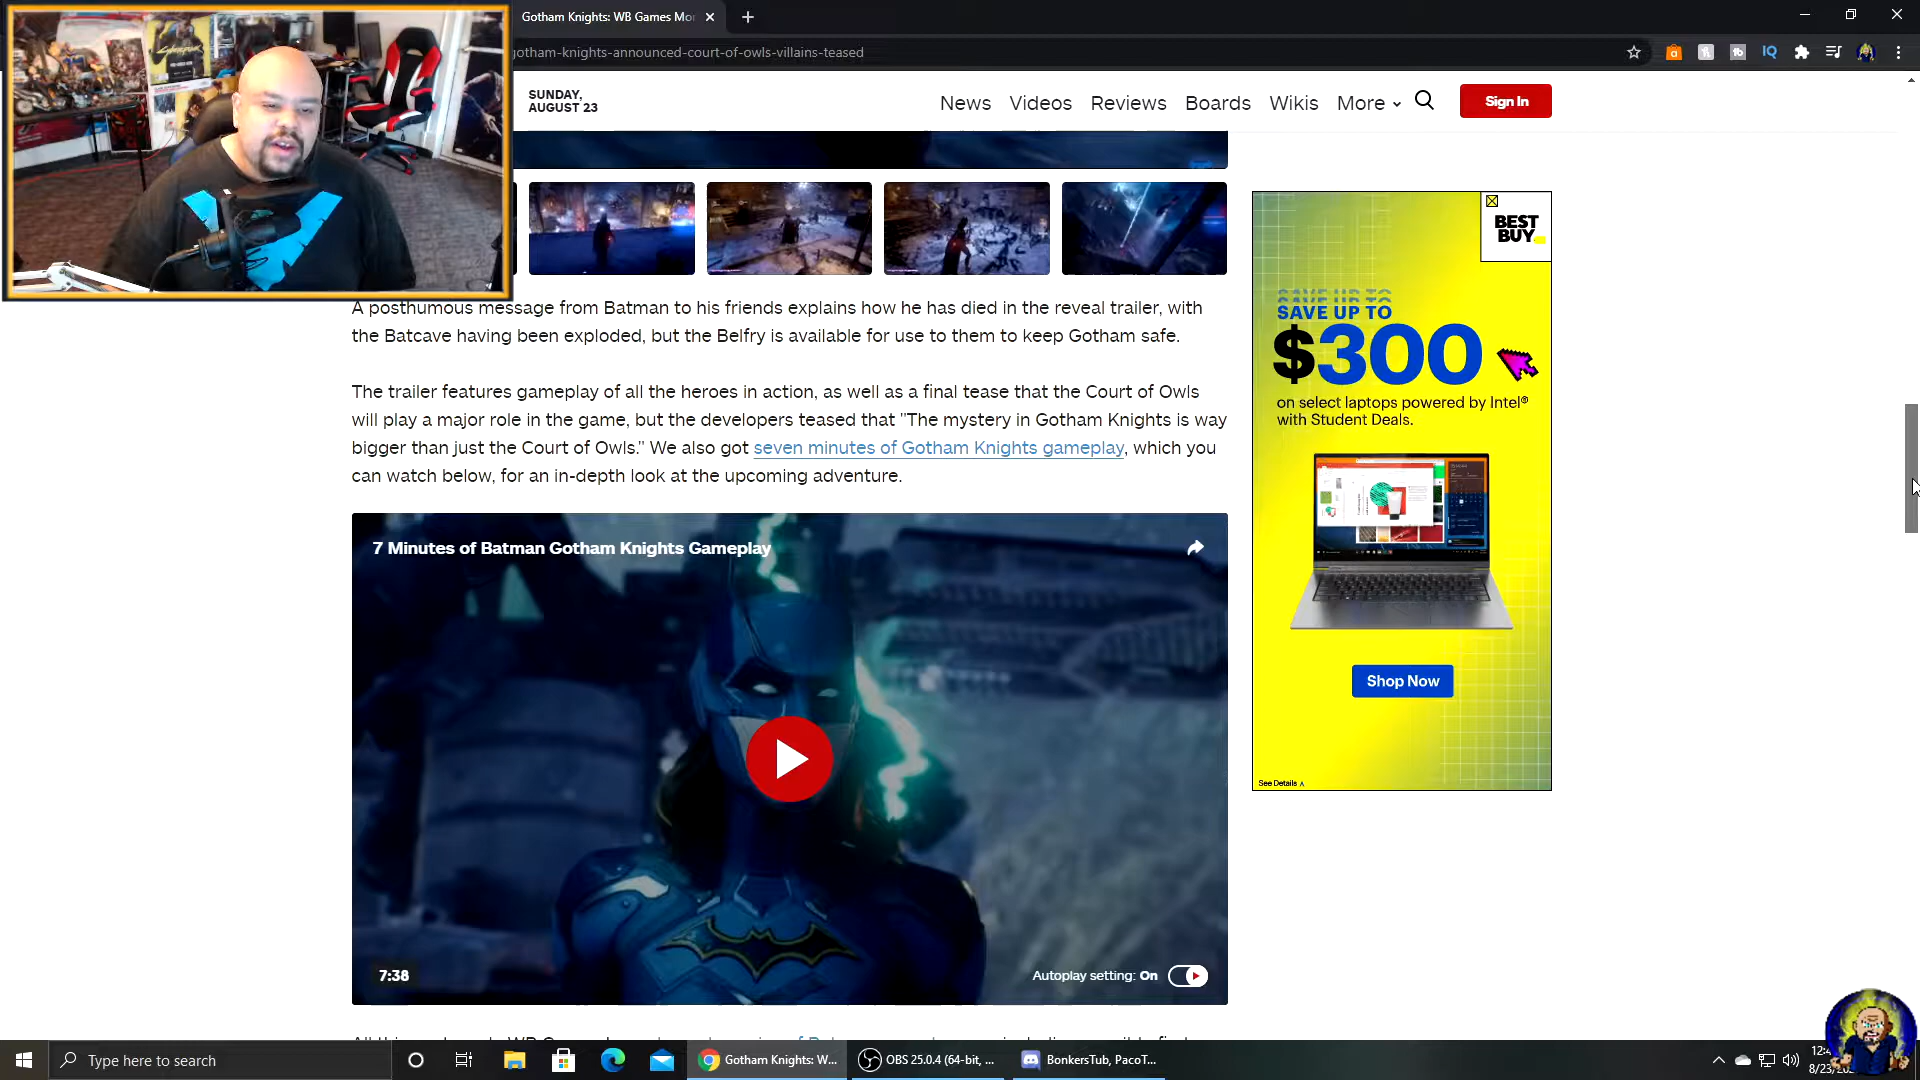 Gotham Knights: WB Games Mon
gotham-knights-announced-court-of-owls-villains-teased
SUNDAY,
AUGUST 23
News Videos Reviews Boards Wikis More
Sign In
A posthumous message from Batman to his friends explains how he has died in the reveal trailer, with
the Batcave having been exploded, but the Belfry is available for use to them to keep Gotham safe.
The trailer features gameplay of all the heroes in action, as well as a final tease that the Court of Owls
will play a major role in the game, but the developers teased that "The mystery in Gotham Knights is way
bigger than just the Court of Owls." We also got seven minutes of Gotham Knights gameplay, which you
can watch below, for an in-depth look at the upcoming adventure.
7 Minutes of Batman Gotham Knights Gameplay
7:38
Autoplay setting: On
BEST
BUY
SAVE UP TO
SAVE UP TO
$300
on select laptops powered by Intel®
with Student Deals.
Shop Now
See Details
Type here to search
Gotham Knights: W...
OBS 25.0.4 (64-bit, ...
BonkersTub, PacoT...